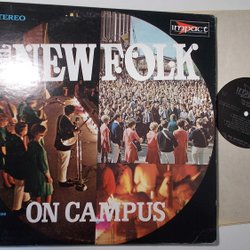 STEREO
impact
the
NEW FOLK
ON CAMPUS